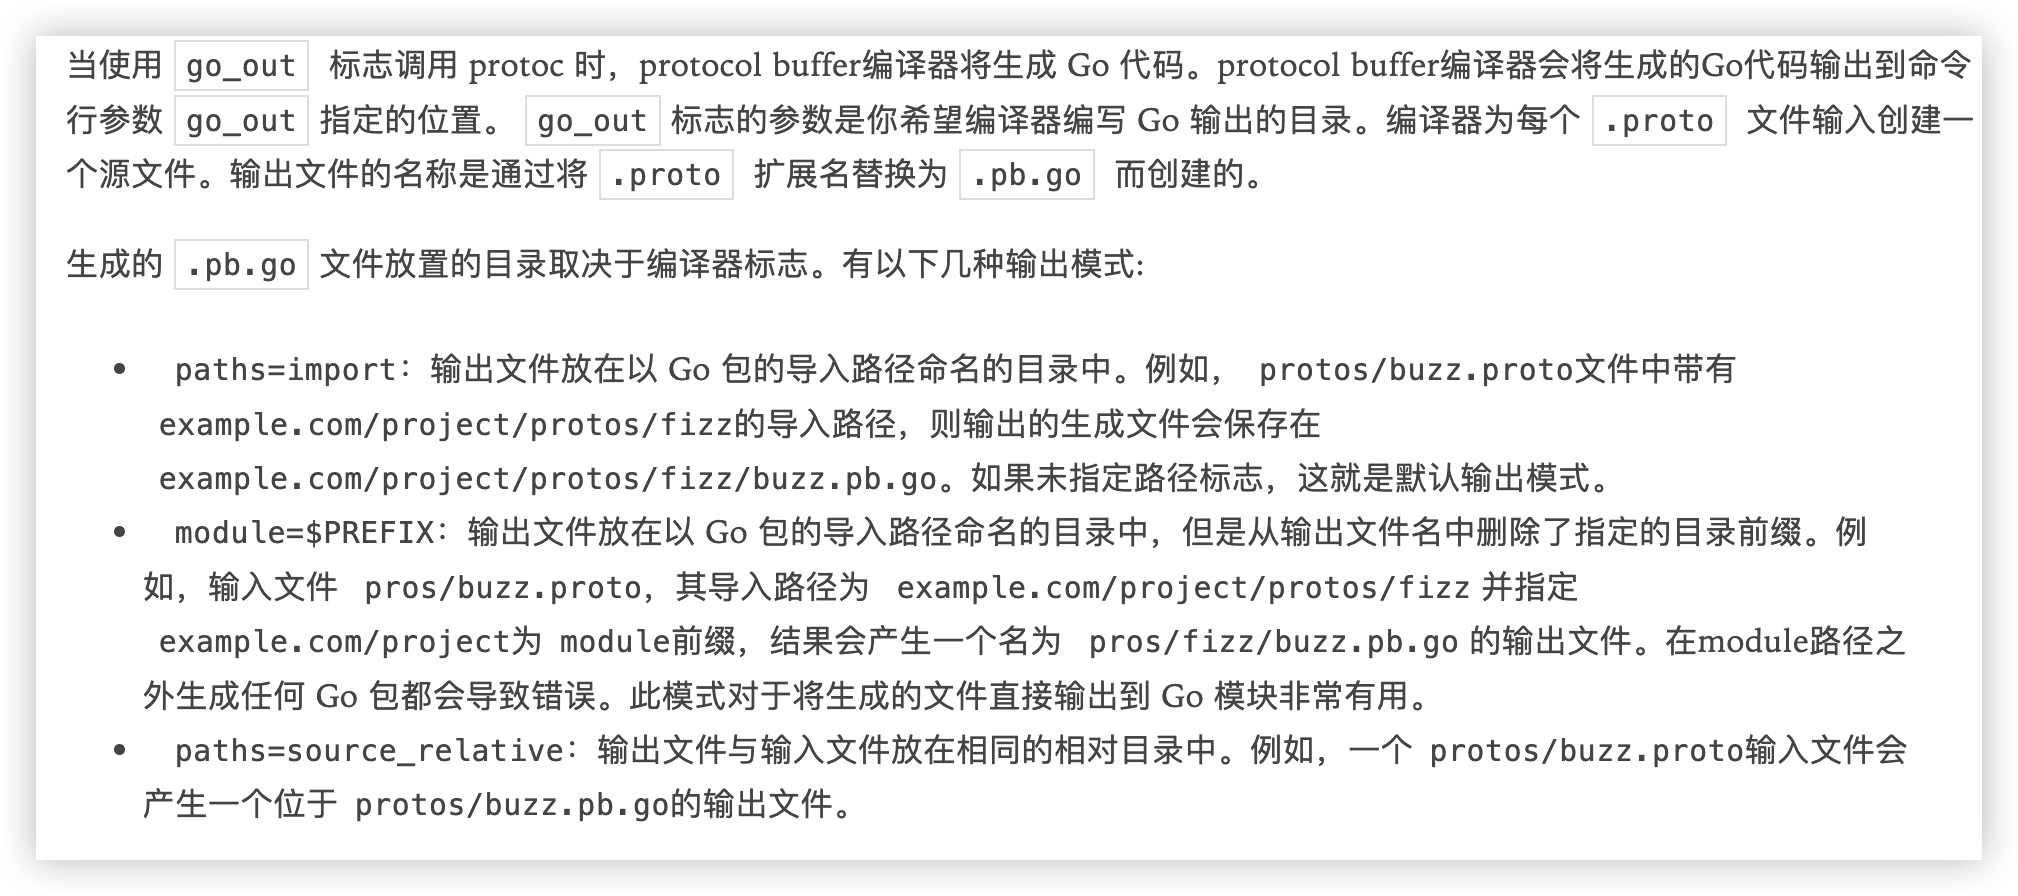 当使用 go_out 标志调用 protoc 时，protocol buffer编译器将生成 Go 代码。protocol buffer编译器会将生成的Go代码输出到命令
行参数 go_out 指定的位置。 go_out 标志的参数是你希望编译器编写 Go 输出的目录。编译器为每个 .proto 文件输入创建一
个源文件。输出文件的名称是通过将 .proto 扩展名替换为 .pb.go 而创建的。
生成的 .pb.go 文件放置的目录取决于编译器标志。有以下几种输出模式:
• paths=import：输出文件放在以 Go 包的导入路径命名的目录中。例如， protos/buzz.proto文件中带有
example.com/project/protos/fizz的导入路径，则输出的生成文件会保存在
example.com/project/protos/fizz/buzz.pb.go。如果未指定路径标志，这就是默认输出模式。
• module=$PREFIX：输出文件放在以 Go 包的导入路径命名的目录中，但是从输出文件名中删除了指定的目录前缀。例
如，输入文件 pros/buzz.proto，其导入路径为 example.com/project/protos/fizz 并指定
example.com/project为 module前缀，结果会产生一个名为 pros/fizz/buzz.pb.go 的输出文件。在module路径之
外生成任何 Go 包都会导致错误。此模式对于将生成的文件直接输出到 Go 模块非常有用。
• paths=source_relative：输出文件与输入文件放在相同的相对目录中。例如，一个 protos/buzz.proto输入文件会
产生一个位于 protos/buzz.pb.go的输出文件。